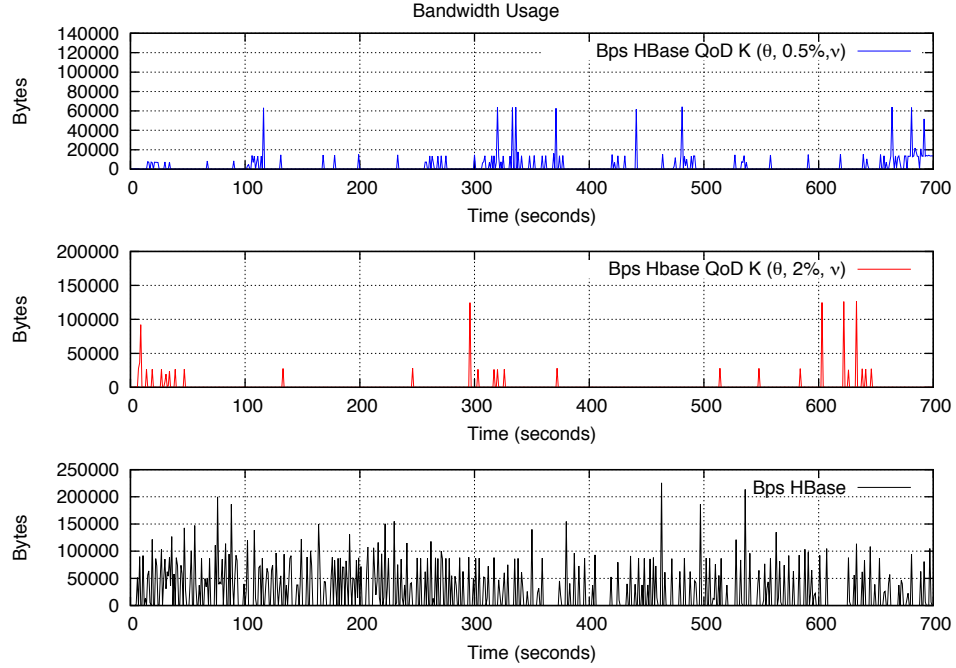 Bandwidth Usage
140000
120000
100000
80000
60000
40000
20000
0
Bytes
Bps HBase QoD K (θ, 0.5%,ν)
0 100 200 300 400 500 600 700
Time (seconds)
200000
150000
100000
50000
0
Bytes
Bps Hbase QoD K (θ, 2%, ν)
0 100 200 300 400 500 600 700
Time (seconds)
250000
200000
150000
100000
50000
0
Bytes
Bps HBase
0 100 200 300 400 500 600 700
Time (seconds)